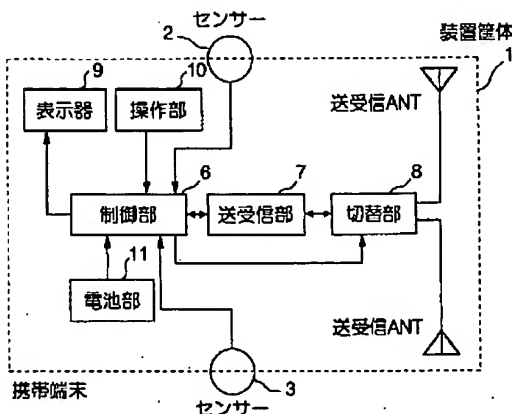 センサー
2
装置筐体
1
9
10
表示器
操作部
送受信ANT
6
7
8
制御部
送受信部
切替部
11
電池部
送受信ANT
携帯端末
3
センサー